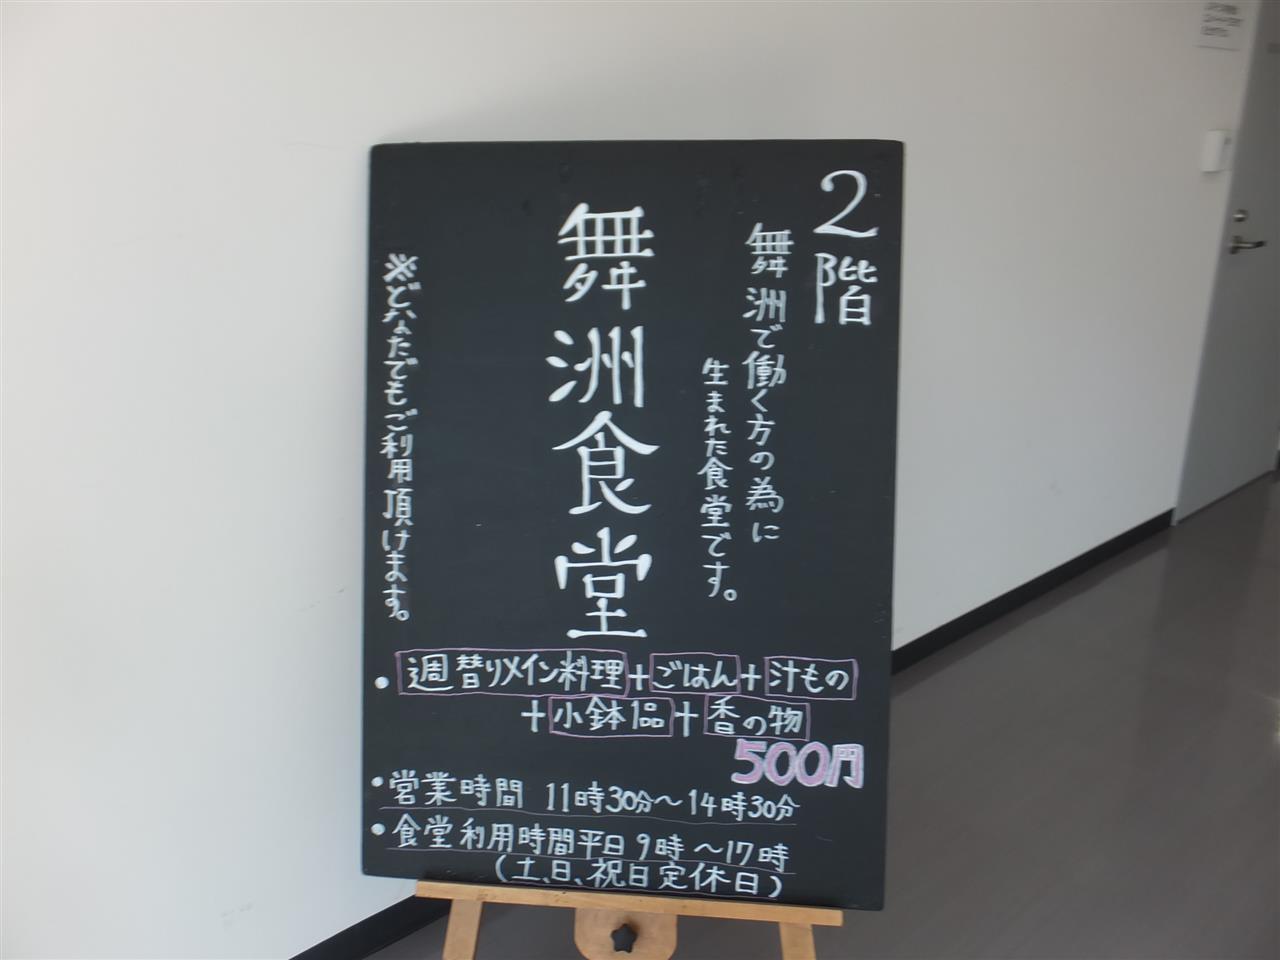 2階
舞洲で働く方の為に
生まれた食堂です。
舞洲食堂
※どなたでもご利用頂けます。
・週替りメイン料理+ごはん+汁もの
+小鉢1品+香の物
500円
・営業時間 11時30分～14時30分
・食堂利用時間平日9時～17時
(土、日、祝日定休日)